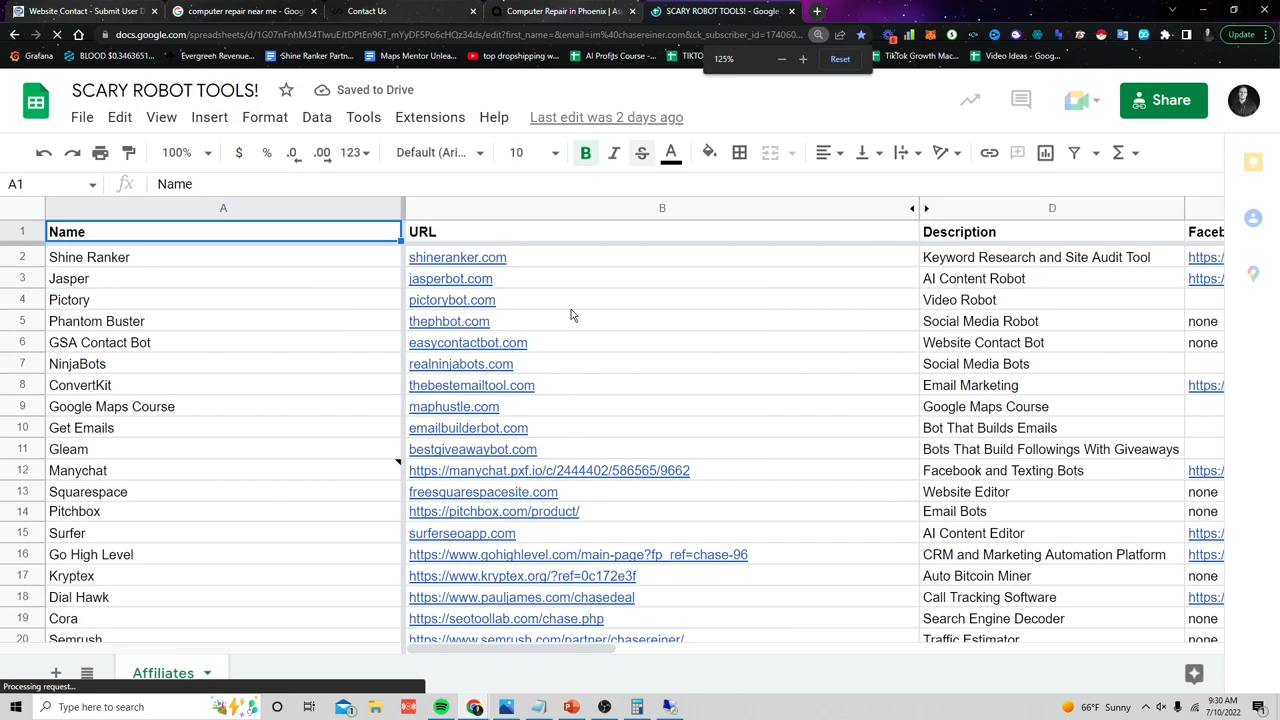 Website Contact - Submit User D
computer repair near me - Googl
Contact Us
Computer Repair in Phoenix | As
SCARY ROBOT TOOLS! - Google
docs.google.com/spreadsheets/d/1G07nFnhM34TlwuEJtDPtEn96T_mYyDF5Po6cHQz34ds/edit?first_name=&email=im%40chasereiner.com&ck_subscriber_id=174060...
Update
Grafana
BLOOD $0.3463651...
Evergreen Revenue...
Shine Ranker Partn...
Maps Mentor Unlea...
top dropshipping w...
AI Profits Course -...
TIKTO
TikTok Growth Mac...
Video Ideas - Goog...
125%
Reset
SCARY ROBOT TOOLS!
Saved to Drive
Share
File Edit View Insert Format Data Tools Extensions Help Last edit was 2 days ago
100% $ % .0 .00 123 Default (Ari... 10 B I S A
A1 fx Name
A B D
1 Name URL Description Faceb
2 Shine Ranker shineranker.com Keyword Research and Site Audit Tool https:/
3 Jasper jasperbot.com AI Content Robot https:/
4 Pictory pictorybot.com Video Robot
5 Phantom Buster thephbot.com Social Media Robot none
6 GSA Contact Bot easycontactbot.com Website Contact Bot none
7 NinjaBots realninjabots.com Social Media Bots
8 ConvertKit thebestemailtool.com Email Marketing https:/
9 Google Maps Course maphustle.com Google Maps Course
10 Get Emails emailbuilderbot.com Bot That Builds Emails
11 Gleam bestgiveawaybot.com Bots That Build Followings With Giveaways
12 Manychat https://manychat.pxf.io/c/2444402/586565/9662 Facebook and Texting Bots https:/
13 Squarespace freesquarespacesite.com Website Editor none
14 Pitchbox https://pitchbox.com/product/ Email Bots none
15 Surfer surferseoapp.com AI Content Editor https:/
16 Go High Level https://www.gohighlevel.com/main-page?fp_ref=chase-96 CRM and Marketing Automation Platform https:/
17 Kryptex https://www.kryptex.org/?ref=0c172e3f Auto Bitcoin Miner none
18 Dial Hawk https://www.pauljames.com/chasedeal Call Tracking Software https:/
19 Cora https://seotoollab.com/chase.php Search Engine Decoder none
20 Semrush https://www.semrush.com/partner/chasereiner/ Traffic Estimator none
Affiliates
Processing request...
Type here to search
66°F Sunny
9:30 AM
7/10/2022